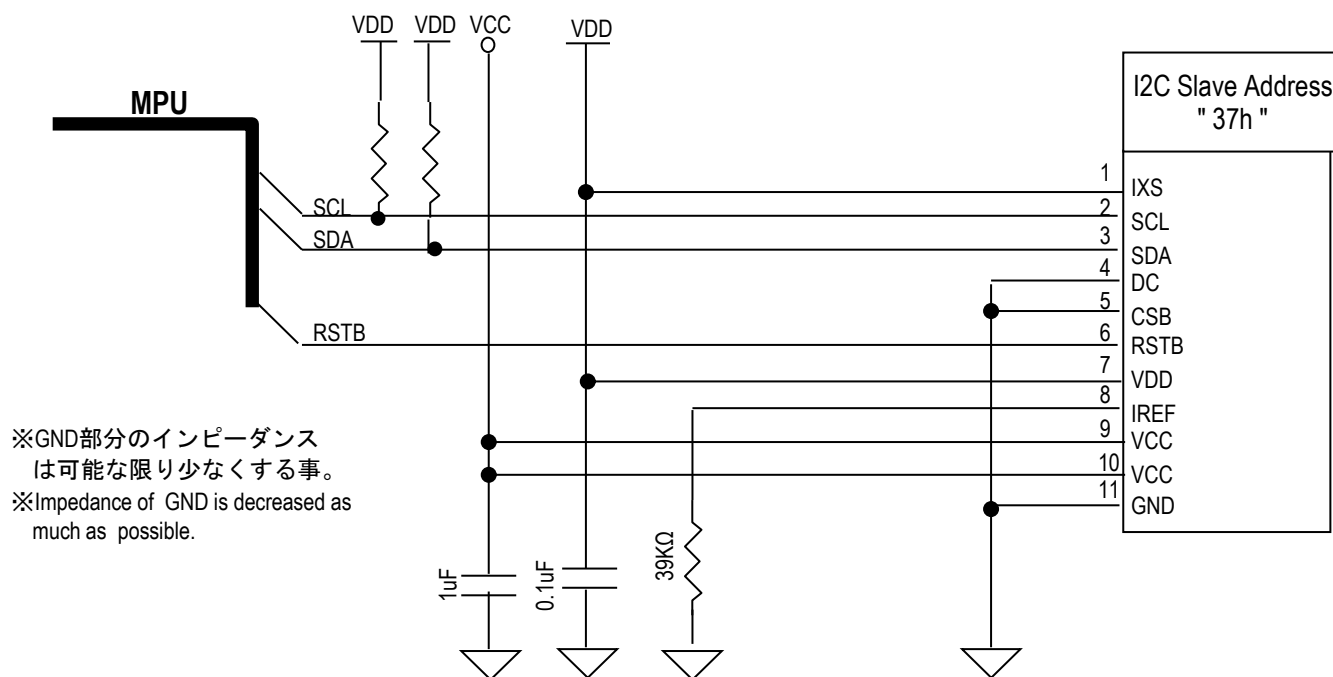 VDD
VDD
VCC
VDD
MPU
I2C Slave Address
" 37h "
SCL
SDA
RSTB
1
IXS
2
SCL
3
SDA
4
DC
5
CSB
6
RSTB
7
VDD
8
IREF
9
VCC
10
VCC
11
GND
※GND部分のインピーダンス
は可能な限り少なくする事。
※Impedance of GND is decreased as
much as possible.
1uF
0.1uF
39KΩ